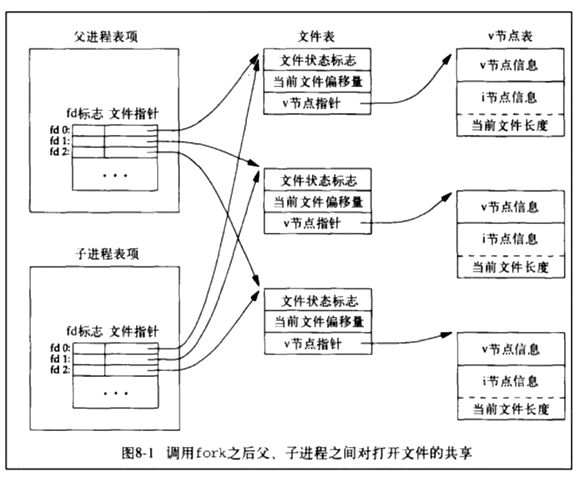 父进程表项
fd标志 文件指针
fd 0:
fd 1:
fd 2:
...
子进程表项
fd标志 文件指针
fd 0:
fd 1:
fd 2:
...
文件表
文件状态标志
当前文件偏移量
v节点指针
文件状态标志
当前文件偏移量
v节点指针
文件状态标志
当前文件偏移量
v节点指针
v节点表
v节点信息
i节点信息
当前文件长度
v节点信息
i节点信息
当前文件长度
v节点信息
i节点信息
当前文件长度
图8-1 调用fork之后父、子进程之间对打开文件的共享